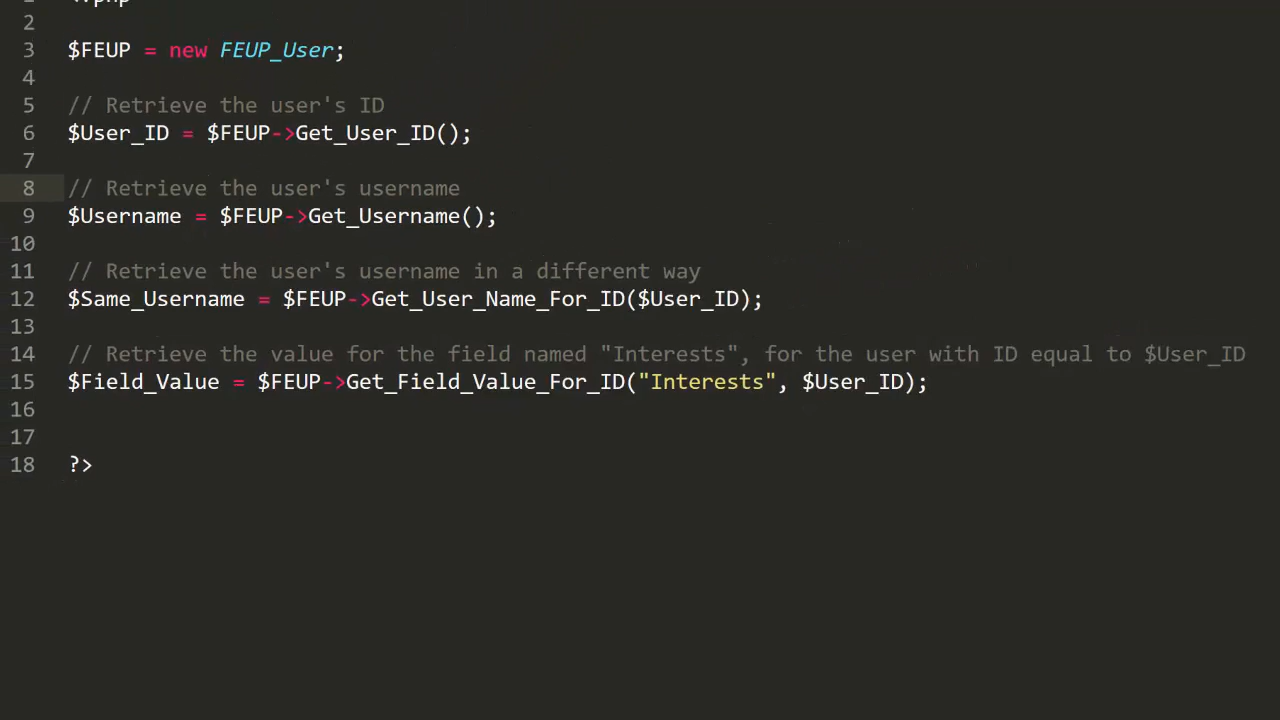 1 <?php
2
3 $FEUP = new FEUP_User;
4
5 // Retrieve the user's ID
6 $User_ID = $FEUP->Get_User_ID();
7
8 // Retrieve the user's username
9 $Username = $FEUP->Get_Username();
10
11 // Retrieve the user's username in a different way
12 $Same_Username = $FEUP->Get_User_Name_For_ID($User_ID);
13
14 // Retrieve the value for the field named "Interests", for the user with ID equal to $User_ID
15 $Field_Value = $FEUP->Get_Field_Value_For_ID("Interests", $User_ID);
16
17
18 ?>